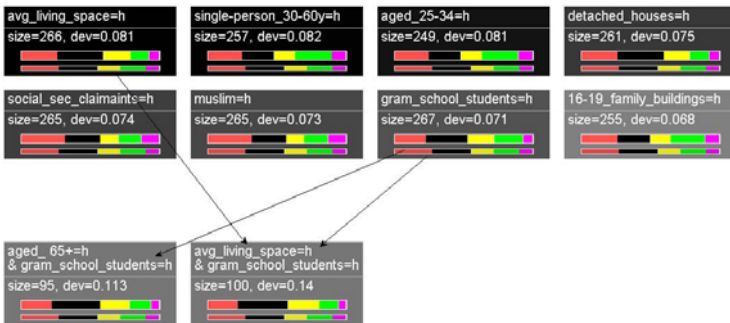 avg_living_space=h
size=266, dev=0.081
single-person_30-60y=h
size=257, dev=0.082
aged_25-34=h
size=249, dev=0.081
detached_houses=h
size=261, dev=0.075
social_sec_claimaints=h
size=265, dev=0.074
muslim=h
size=265, dev=0.073
gram_school_students=h
size=267, dev=0.071
16-19_family_buildings=h
size=255, dev=0.068
aged_ 65+=h
& gram_school_students=h
size=95, dev=0.113
avg_living_space=h
& gram_school_students=h
size=100, dev=0.14